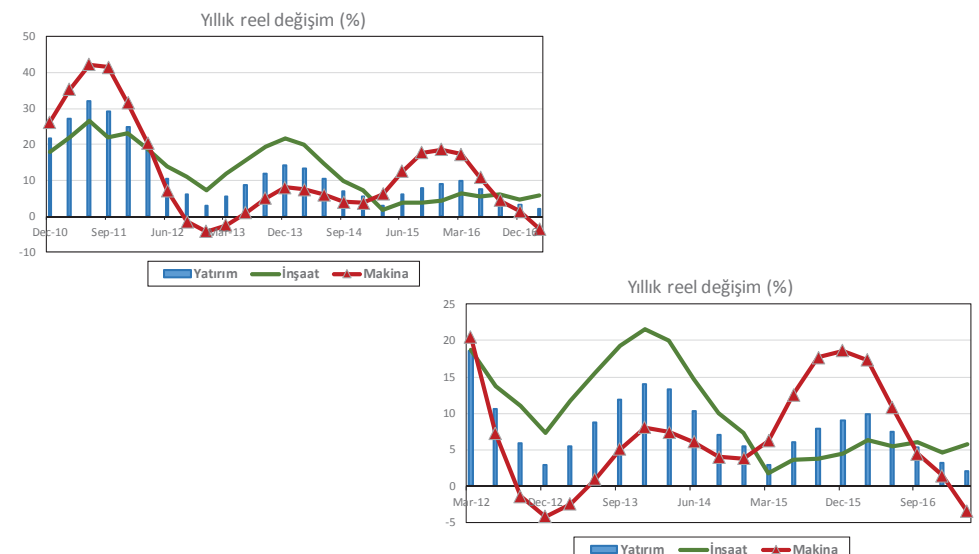 Yıllık reel değişim (%)
50
40
30
20
10
0
-10
Dec-10 Sep-11 Jun-12 Mar-13 Dec-13 Sep-14 Jun-15 Mar-16 Dec-16
Yatırım İnşaat Makina
Yıllık reel değişim (%)
25
20
15
10
5
0
-5
Mar-12 Dec-12 Sep-13 Jun-14 Mar-15 Dec-15 Sep-16
Yatırım İnşaat Makina